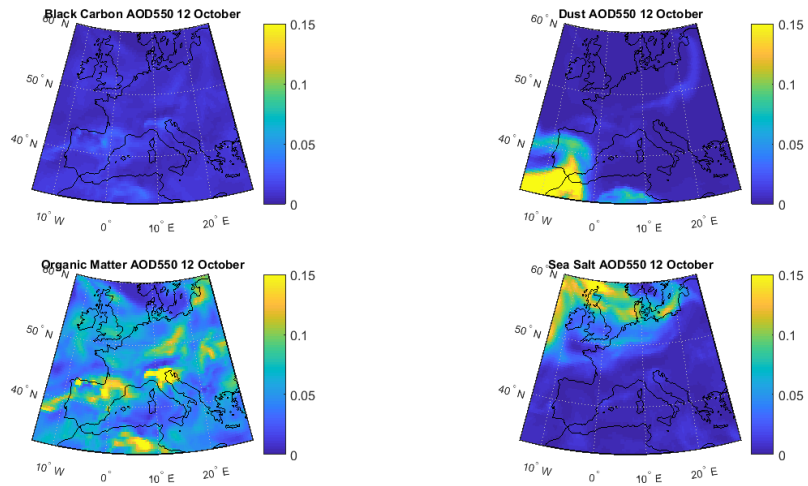 Black Carbon AOD550 12 October
60° N
50° N
40° N
10° W
0°
10° E
20° E
0.15
0.1
0.05
0
Dust AOD550 12 October
60° N
50° N
40° N
10° W
0°
10° E
20° E
0.15
0.1
0.05
0
Organic Matter AOD550 12 October
60° N
50° N
40° N
10° W
0°
10° E
20° E
0.15
0.1
0.05
0
Sea Salt AOD550 12 October
60° N
50° N
40° N
10° W
0°
10° E
20° E
0.15
0.1
0.05
0